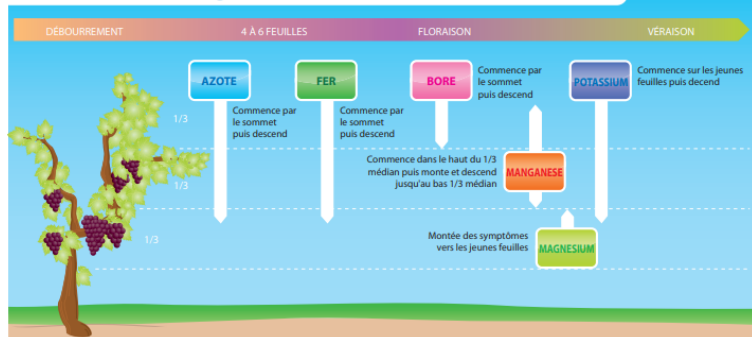 DÉBOURREMENT
4 À 6 FEUILLES
FLORAISON
VÉRAISON
AZOTE
Commence par
le sommet
puis descend
FER
Commence par
le sommet
puis descend
BORE
Commence par
le sommet
puis descend
POTASSIUM
Commence sur les jeunes
feuilles puis decend
1/3
Commence dans le haut du 1/3
médian puis monte et descend
jusqu'au bas 1/3 médian
MANGANESE
1/3
Montée des symptômes
vers les jeunes feuilles
MAGNESIUM
1/3